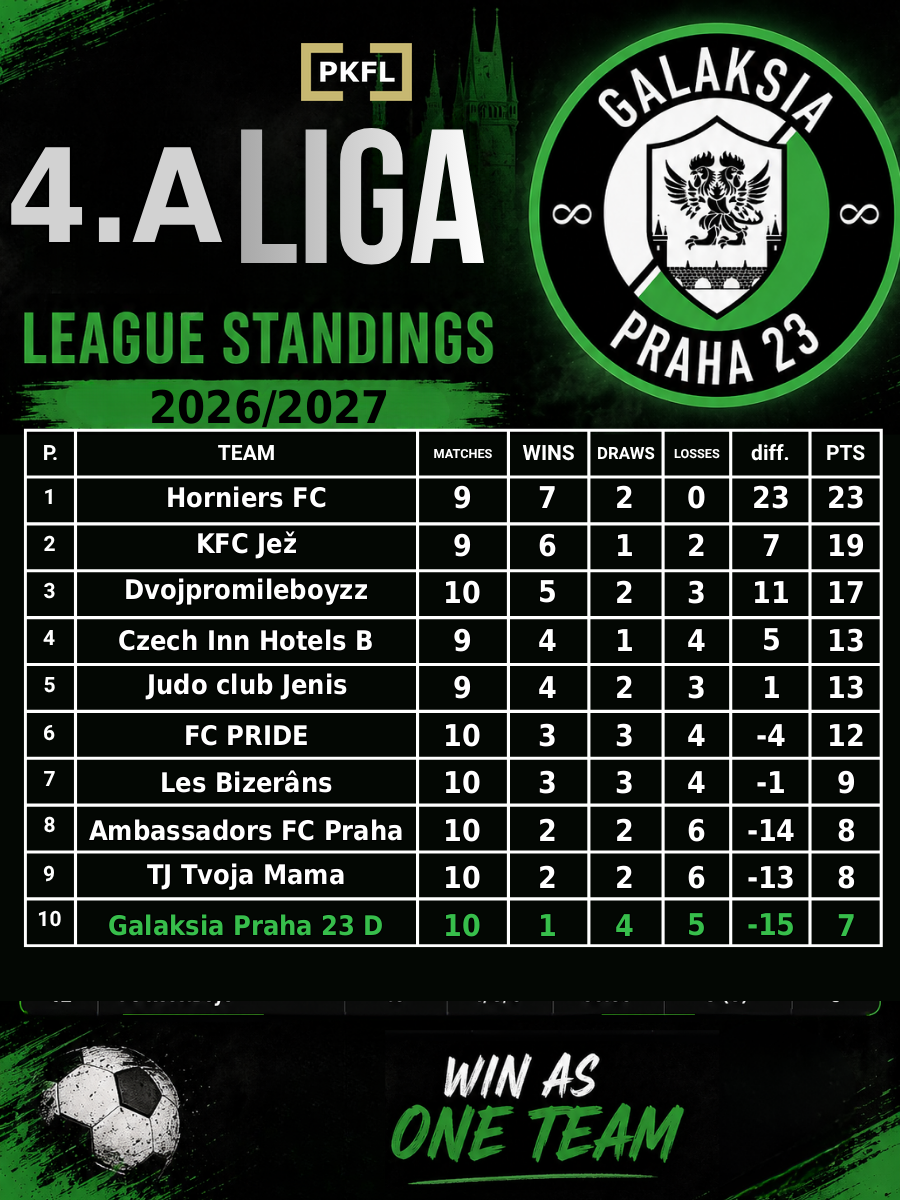 PKFL
4.A LIGA
LEAGUE STANDINGS
2026/2027
GALAKSIA
PRAHA 23
P. TEAM MATCHES WINS DRAWS LOSSES diff. PTS
1 Horniers FC 9 7 2 0 23 23
2 KFC Jež 9 6 1 2 7 19
3 Dvojpromileboyzz 10 5 2 3 11 17
4 Czech Inn Hotels B 9 4 1 4 5 13
5 Judo club Jenis 9 4 2 3 1 13
6 FC PRIDE 10 3 3 4 -4 12
7 Les Bizerâns 10 3 3 4 -1 9
8 Ambassadors FC Praha 10 2 2 6 -14 8
9 TJ Tvoja Mama 10 2 2 6 -13 8
10 Galaksia Praha 23 D 10 1 4 5 -15 7
WIN AS
ONE TEAM